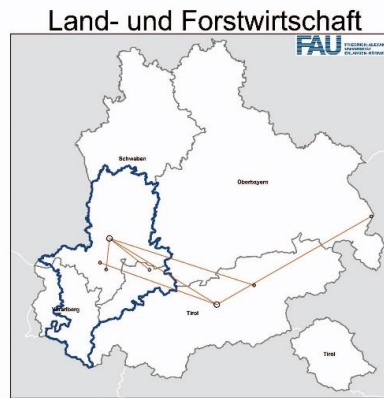 Land- und Forstwirtschaft
FAU
Schwaben
Oberbayern
Vorarlberg
Tirol
Tirol